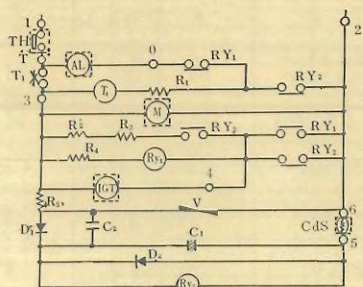 1
2
TH
T
AL
0
RY₁
T₁
T₁
R₁
RY₂
3
M
R₂
R₃
RY₂
RY₁
R₄
Ry₁
RY₂
IGT
4
R₅
V
6
D₁
C₂
C₁
CdS
5
D₂
Ry₂